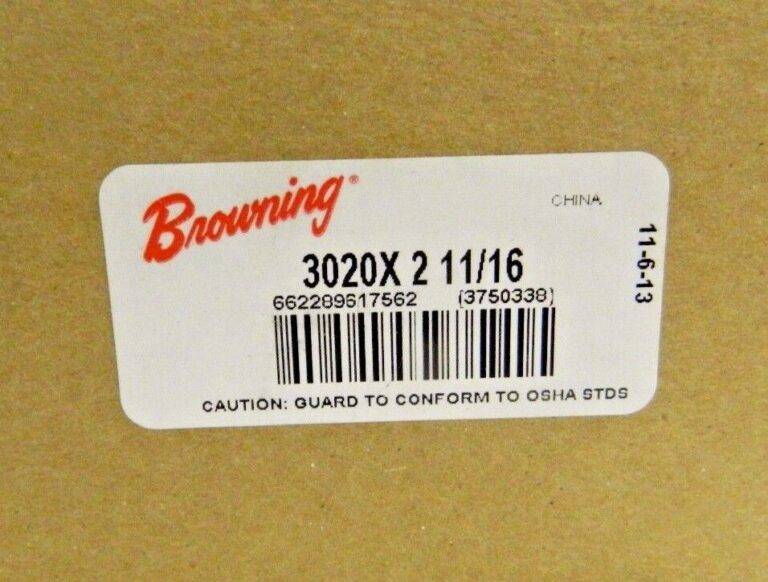 Browning®
CHINA
3020X 2 11/16
662289617562 (3750338)
CAUTION: GUARD TO CONFORM TO OSHA STDS
11-6-13